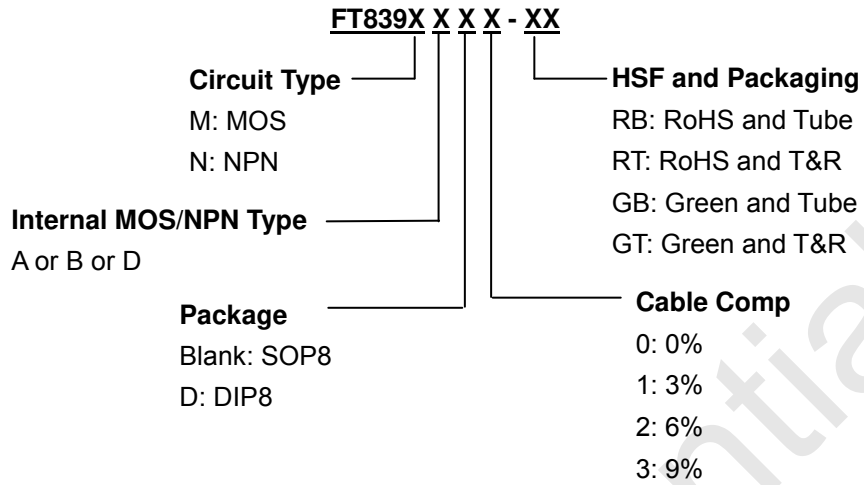 FT839X X X X - XX
Circuit Type
M: MOS
N: NPN
Internal MOS/NPN Type
A or B or D
Package
Blank: SOP8
D: DIP8
HSF and Packaging
RB: RoHS and Tube
RT: RoHS and T&R
GB: Green and Tube
GT: Green and T&R
Cable Comp
0: 0%
1: 3%
2: 6%
3: 9%